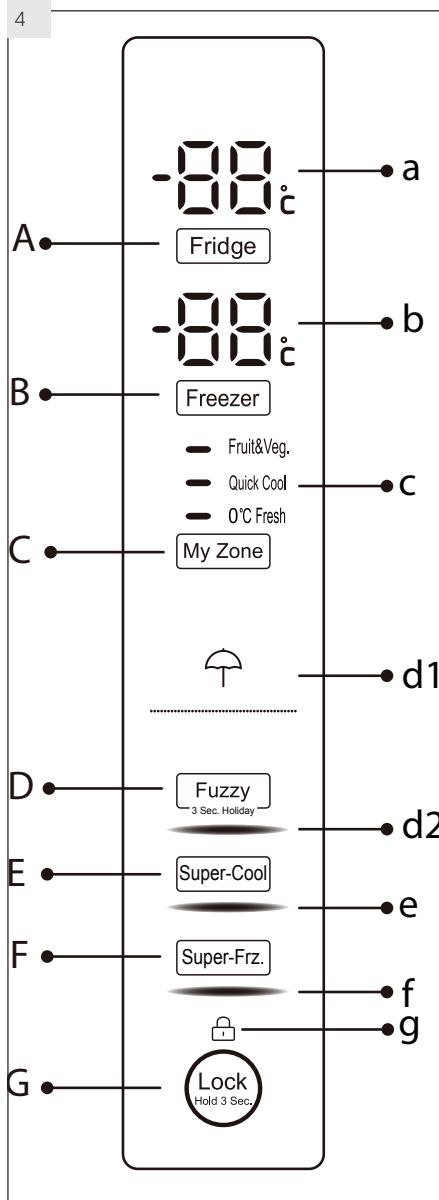 4
-88°C
a
A
Fridge
-88°C
b
B
Freezer
Fruit&Veg.
Quick Cool
c
0°C Fresh
C
My Zone
d1
D
Fuzzy
3 Sec. Holiday
d2
E
Super-Cool
e
F
Super-Frz.
f
g
G
Lock
Hold 3 Sec.